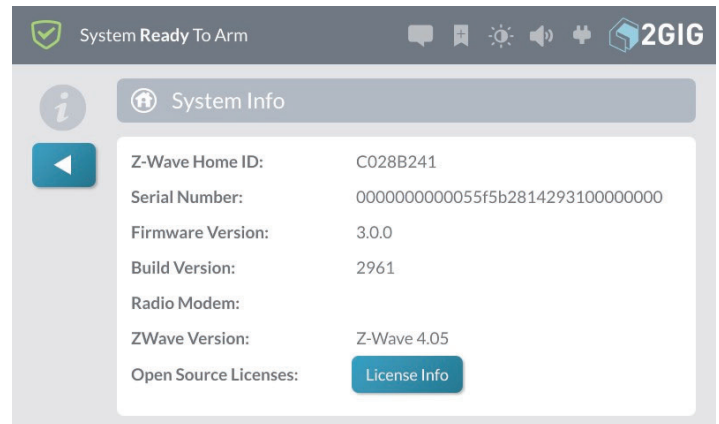 System Ready To Arm
2GIG
i
System Info
Z-Wave Home ID: C028B241
Serial Number: 0000000000055f5b2814293100000000
Firmware Version: 3.0.0
Build Version: 2961
Radio Modem:
ZWave Version: Z-Wave 4.05
Open Source Licenses: License Info